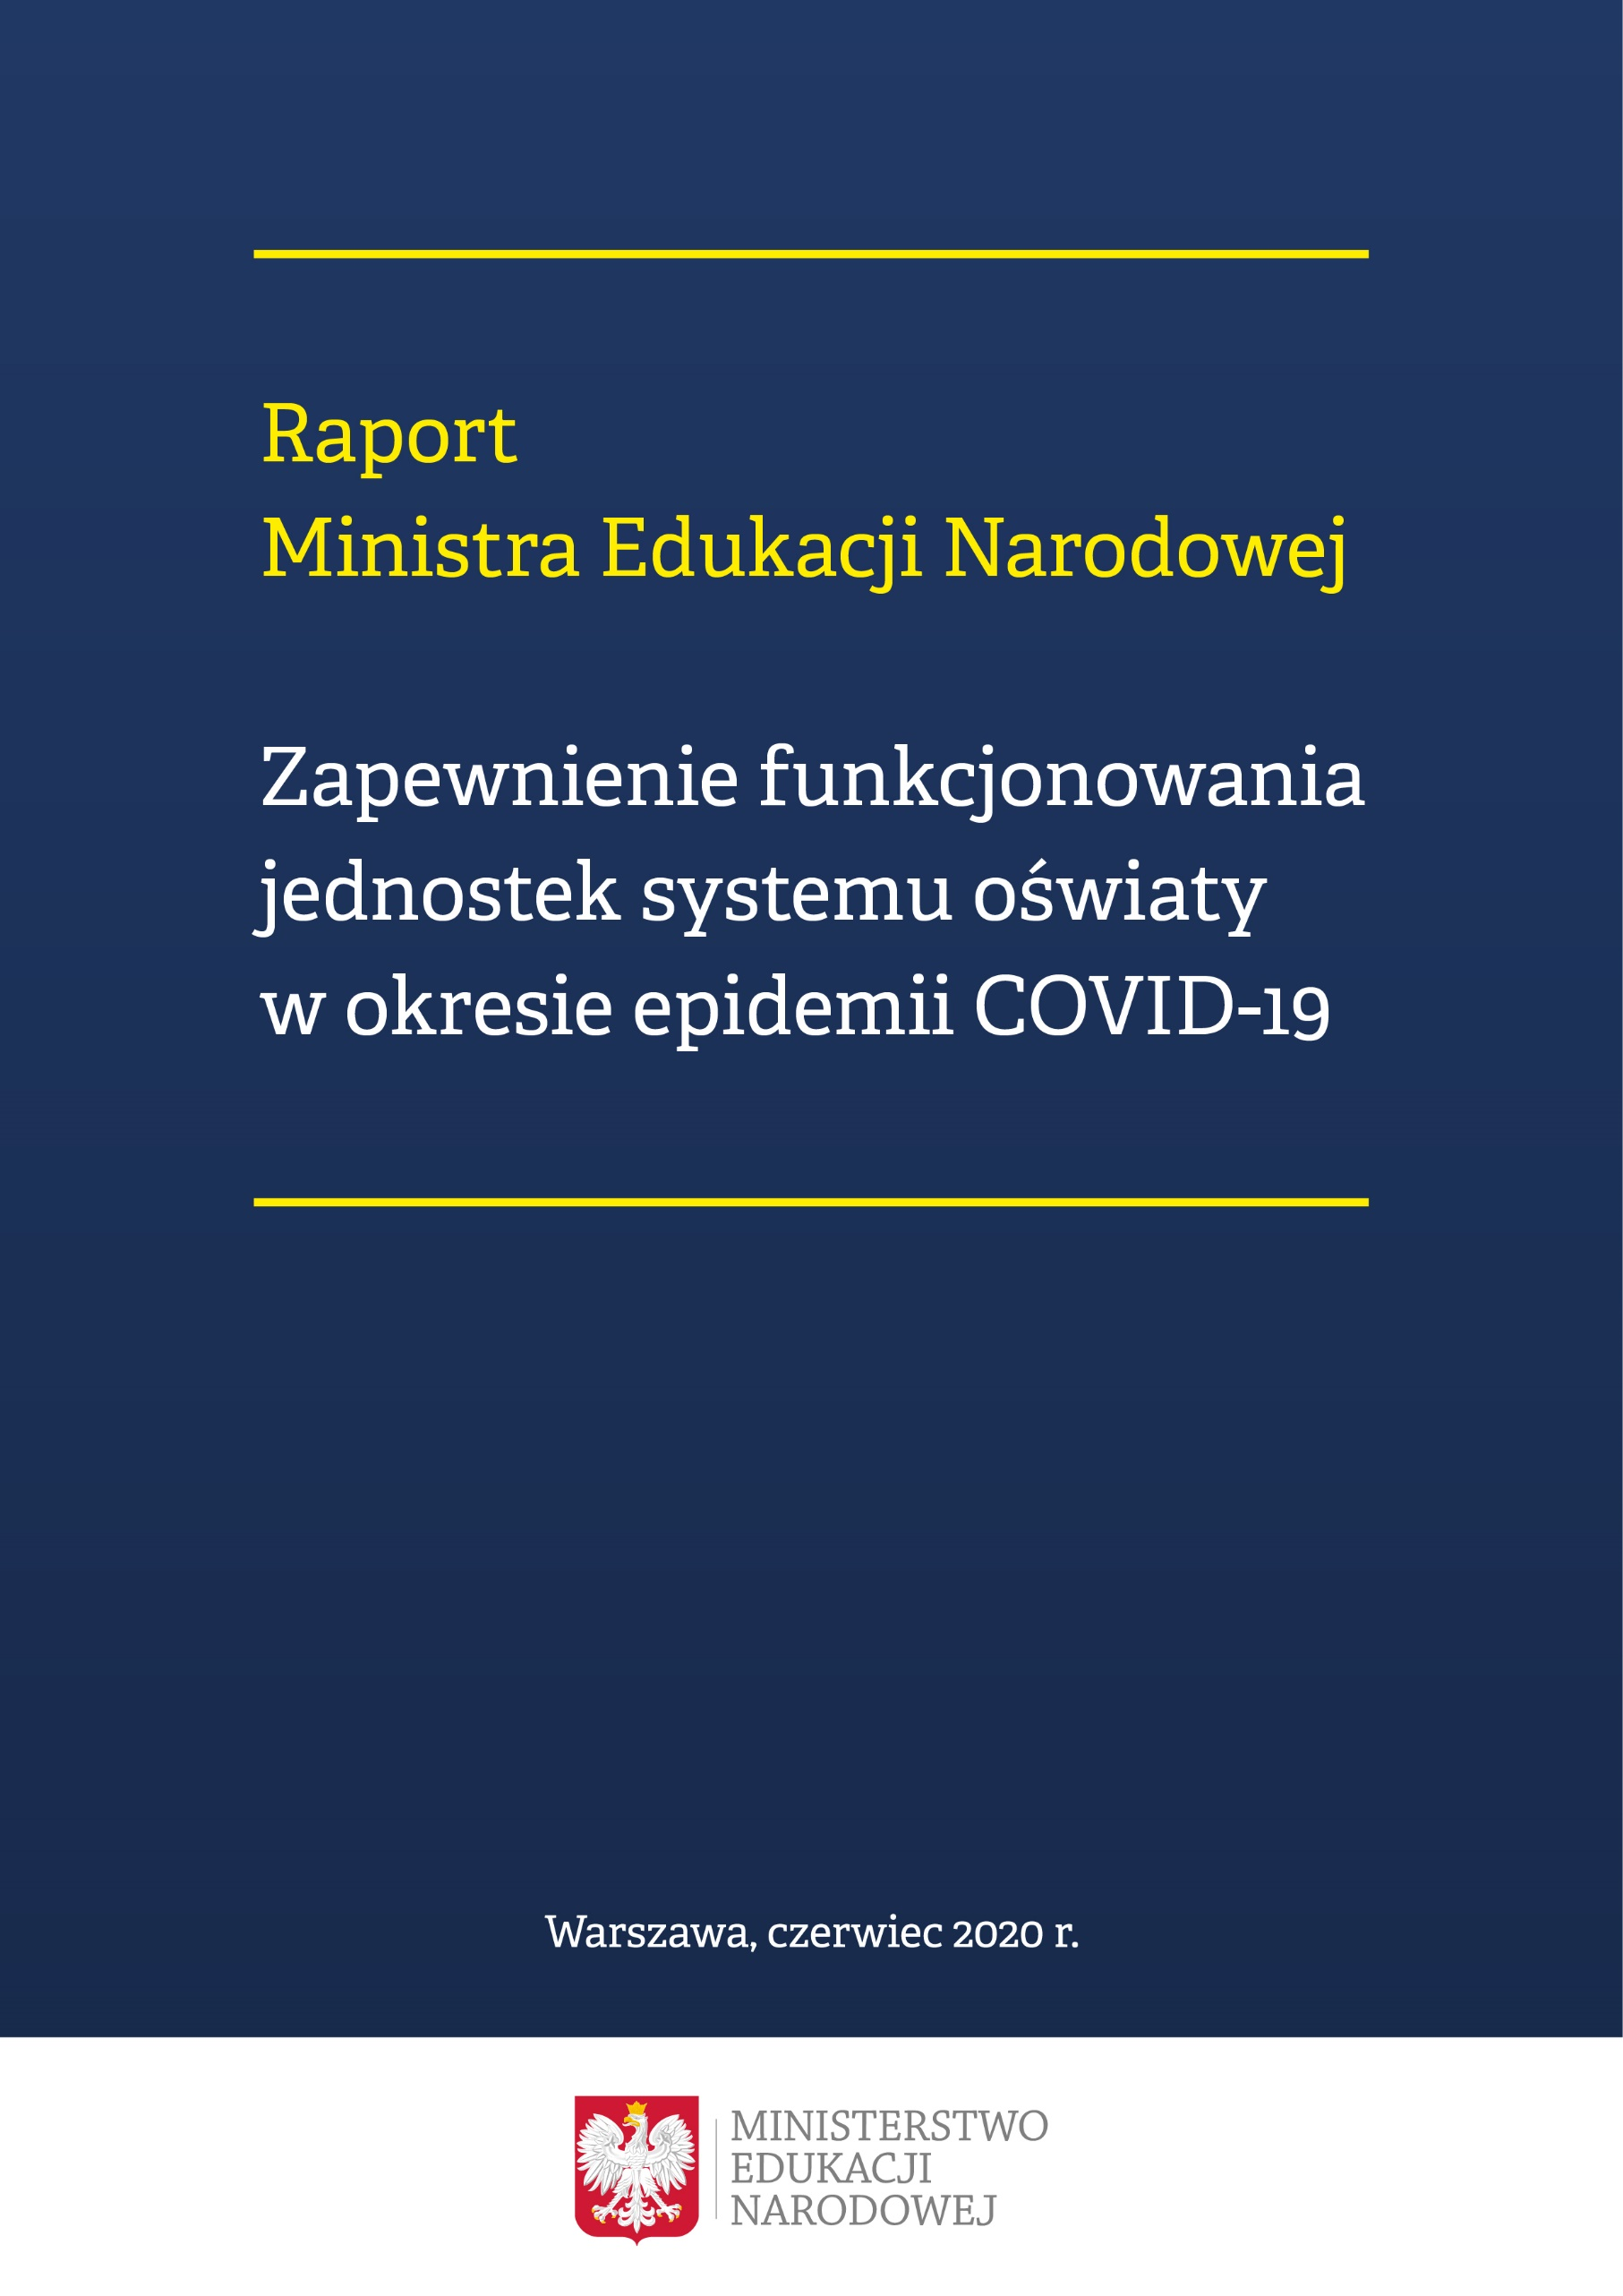 Raport
Ministra Edukacji Narodowej
Zapewnienie funkcjonowania
jednostek systemu oświaty
w okresie epidemii COVID-19
Warszawa, czerwiec 2020 r.
MINISTERSTWO
EDUKACJI
NARODOWEJ